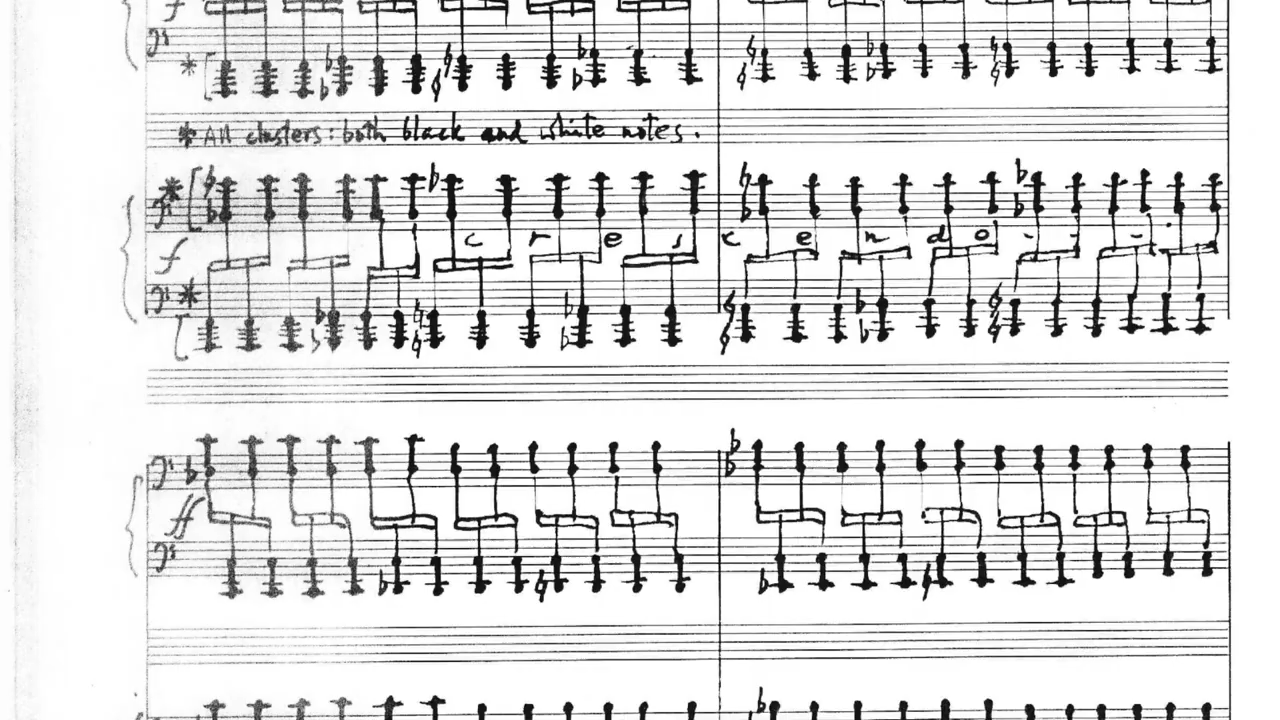 f
* All clusters: both black and white notes.
f
c r e s c e n d o - - - -
ff